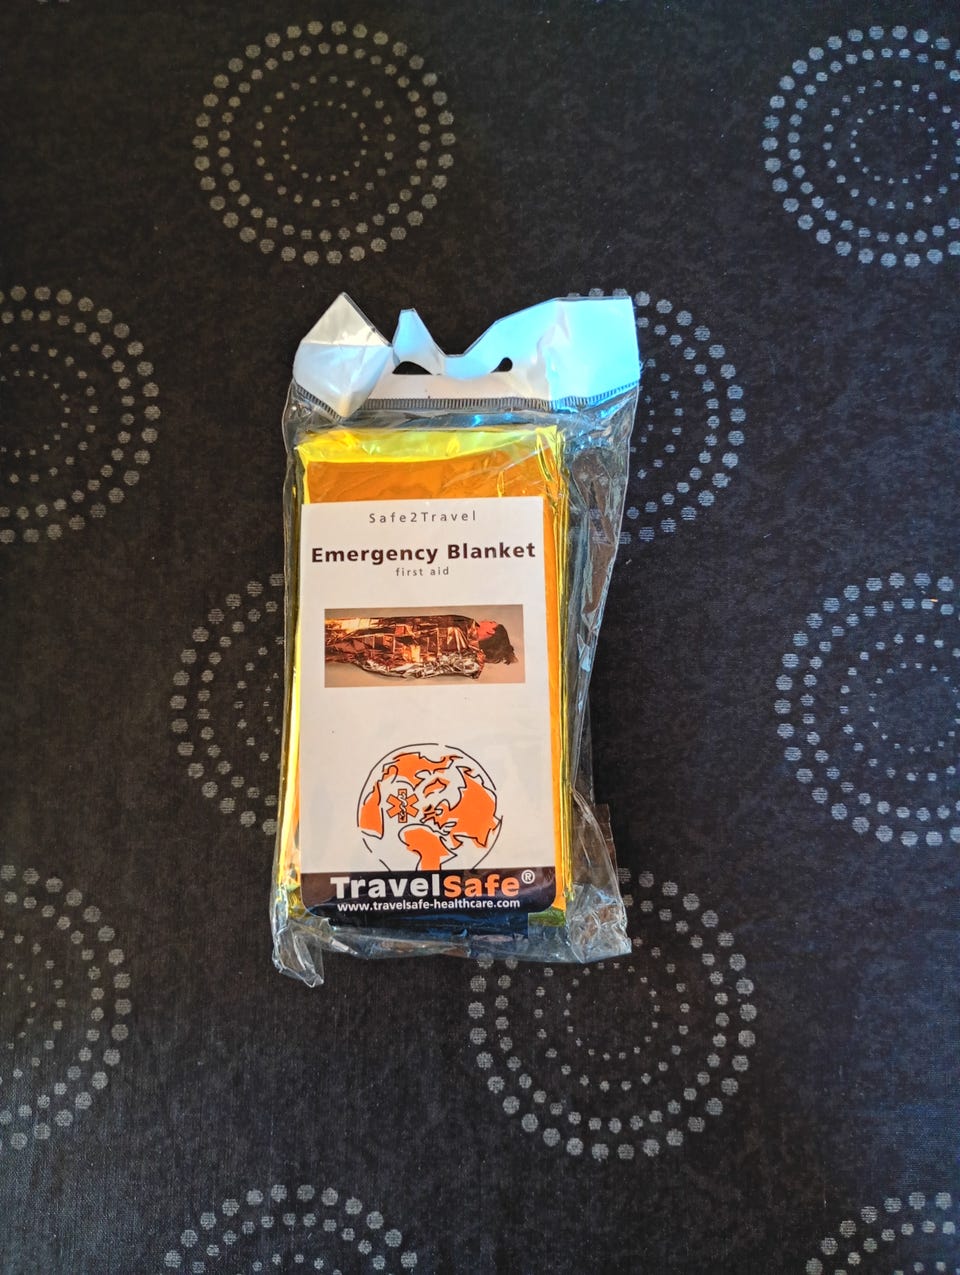 Safe2Travel
Emergency Blanket
first aid
TravelSafe®
www.travelsafe-healthcare.com